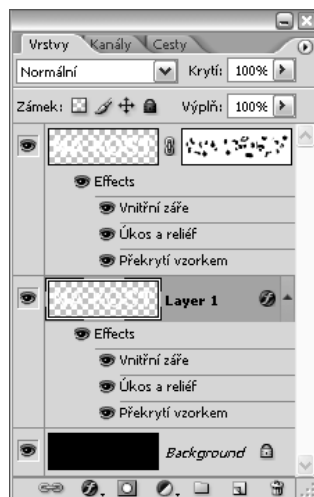 Vrstvy Kanály Cesty
Normální Krytí: 100%
Zámek: Výplň: 100%
Effects
Vnitřní záře
Úkos a reliéf
Překrytí vzorkem
Layer 1
Effects
Vnitřní záře
Úkos a reliéf
Překrytí vzorkem
Background